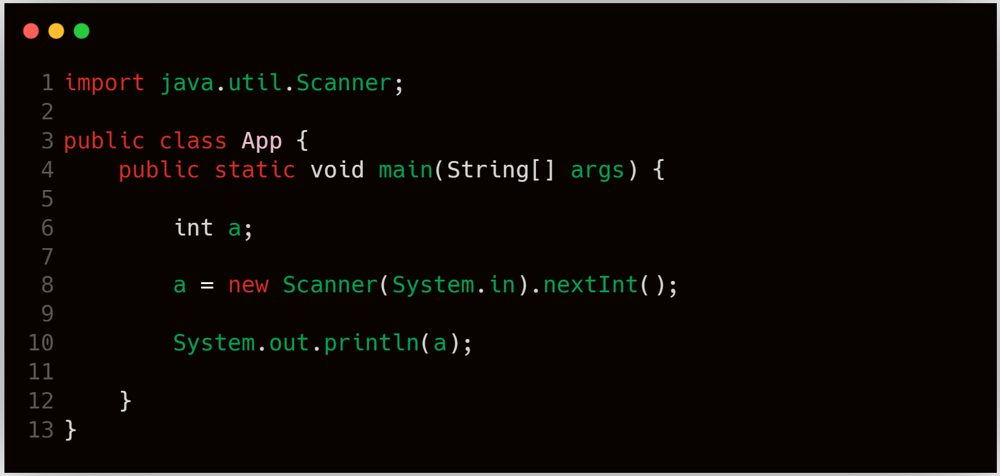 1 import java.util.Scanner;
2
3 public class App {
4     public static void main(String[] args) {
5
6         int a;
7
8         a = new Scanner(System.in).nextInt();
9
10         System.out.println(a);
11
12     }
13 }